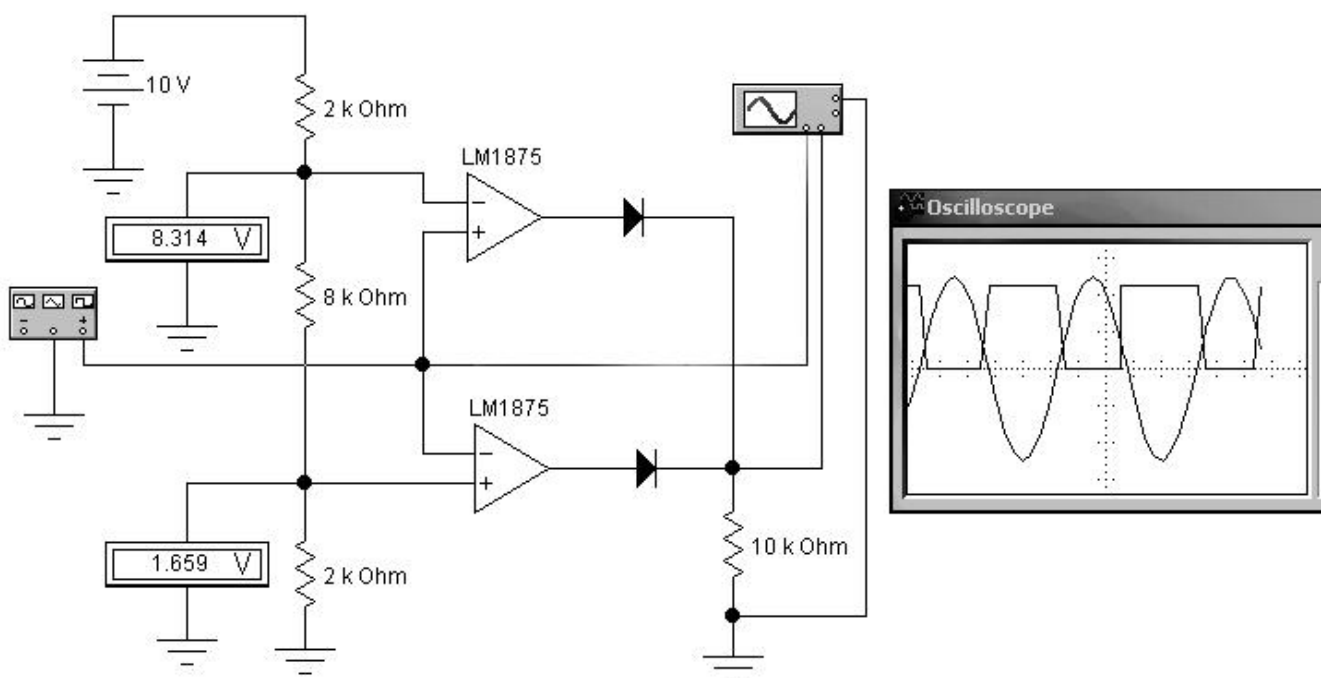 10 V
2 k Ohm
LM1875
8.314 V
Oscilloscope
8 k Ohm
- +
LM1875
1.659 V
2 k Ohm
10 k Ohm
- +
- +